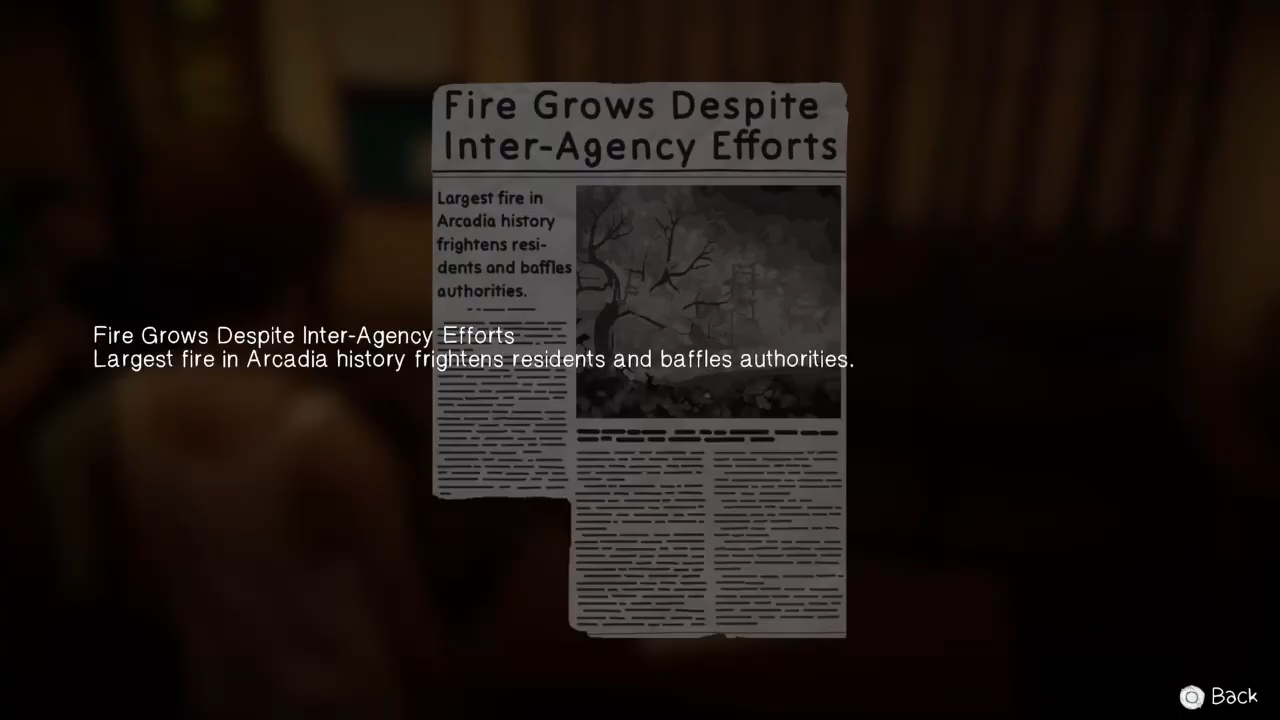 Fire Grows Despite
Inter-Agency Efforts
Largest fire in
Arcadia history
frightens resi-
dents and baffles
authorities.
Fire Grows Despite Inter-Agency Efforts
Largest fire in Arcadia history frightens residents and baffles authorities.
Back